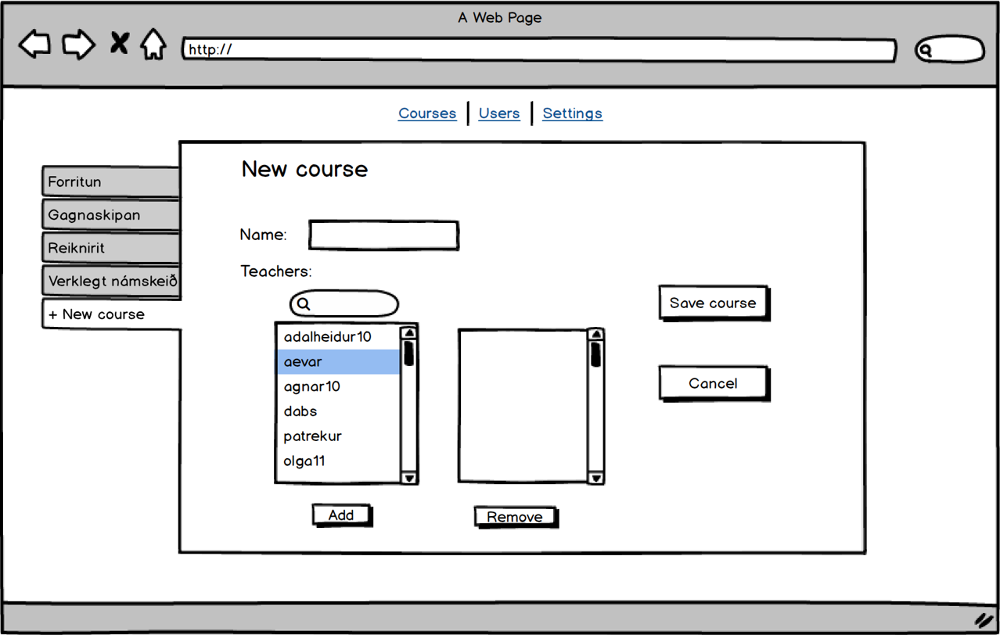 A Web Page
http://
Courses Users Settings
Forritun
Gagnaskipan
Reiknirit
Verklegt námskeið
+ New course
New course
Name:
Teachers:
adalheidur10
aevar
agnar10
dabs
patrekur
olga11
Add
Remove
Save course
Cancel